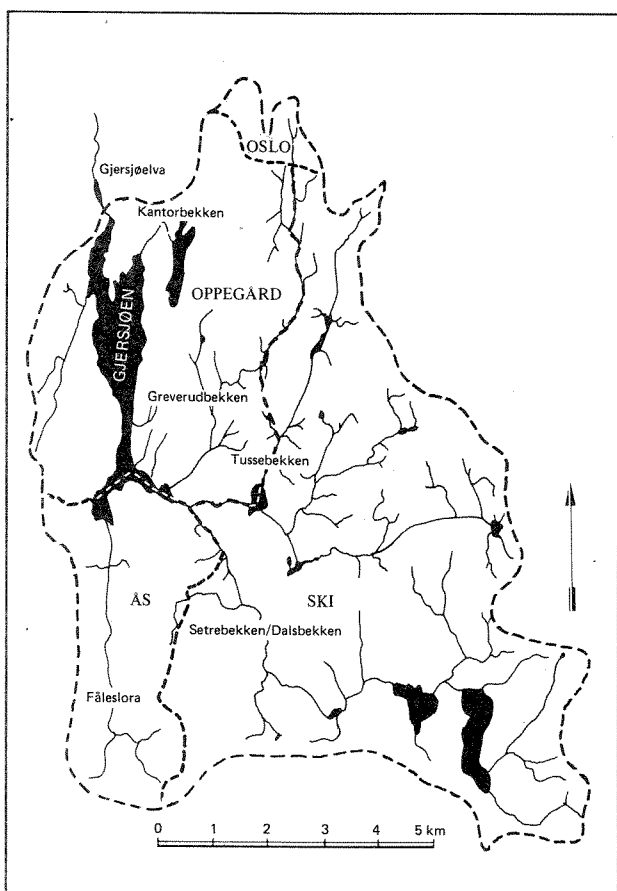 OSLO
Gjersjøelva
Kantorbekken
OPPEGÅRD
GJERSJØEN
Greverudbekken
Tussebekken
ÅS
SKI
Setrebekken/Dalsbekken
Fåleslora
0 1 2 3 4 5 km